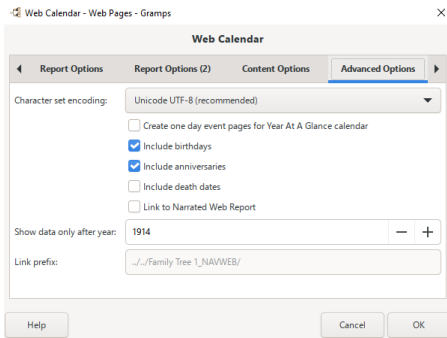 Web Calendar - Web Pages - Gramps
Web Calendar
Report Options Report Options (2) Content Options Advanced Options
Character set encoding: Unicode UTF-8 (recommended)
Create one day event pages for Year At A Glance calendar
Include birthdays
Include anniversaries
Include death dates
Link to Narrated Web Report
Show data only after year: 1914
Link prefix: ../../Family Tree 1_NAVWEB/
Help Cancel OK